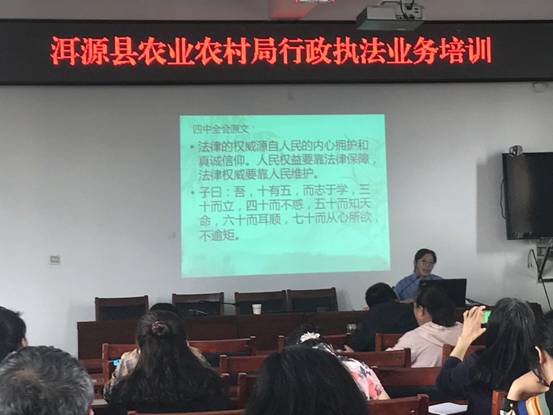 洱源县农业农村局行政执法业务培训
四中全会原文：
• 法律的权威源自人民的内心拥护和
真诚信仰。人民权益要靠法律保障，
法律权威要靠人民维护。
• 子曰：吾，十有五，而志于学，三
十而立，四十而不惑，五十而知天
命，六十而耳顺，七十而从心所欲，
不逾矩。